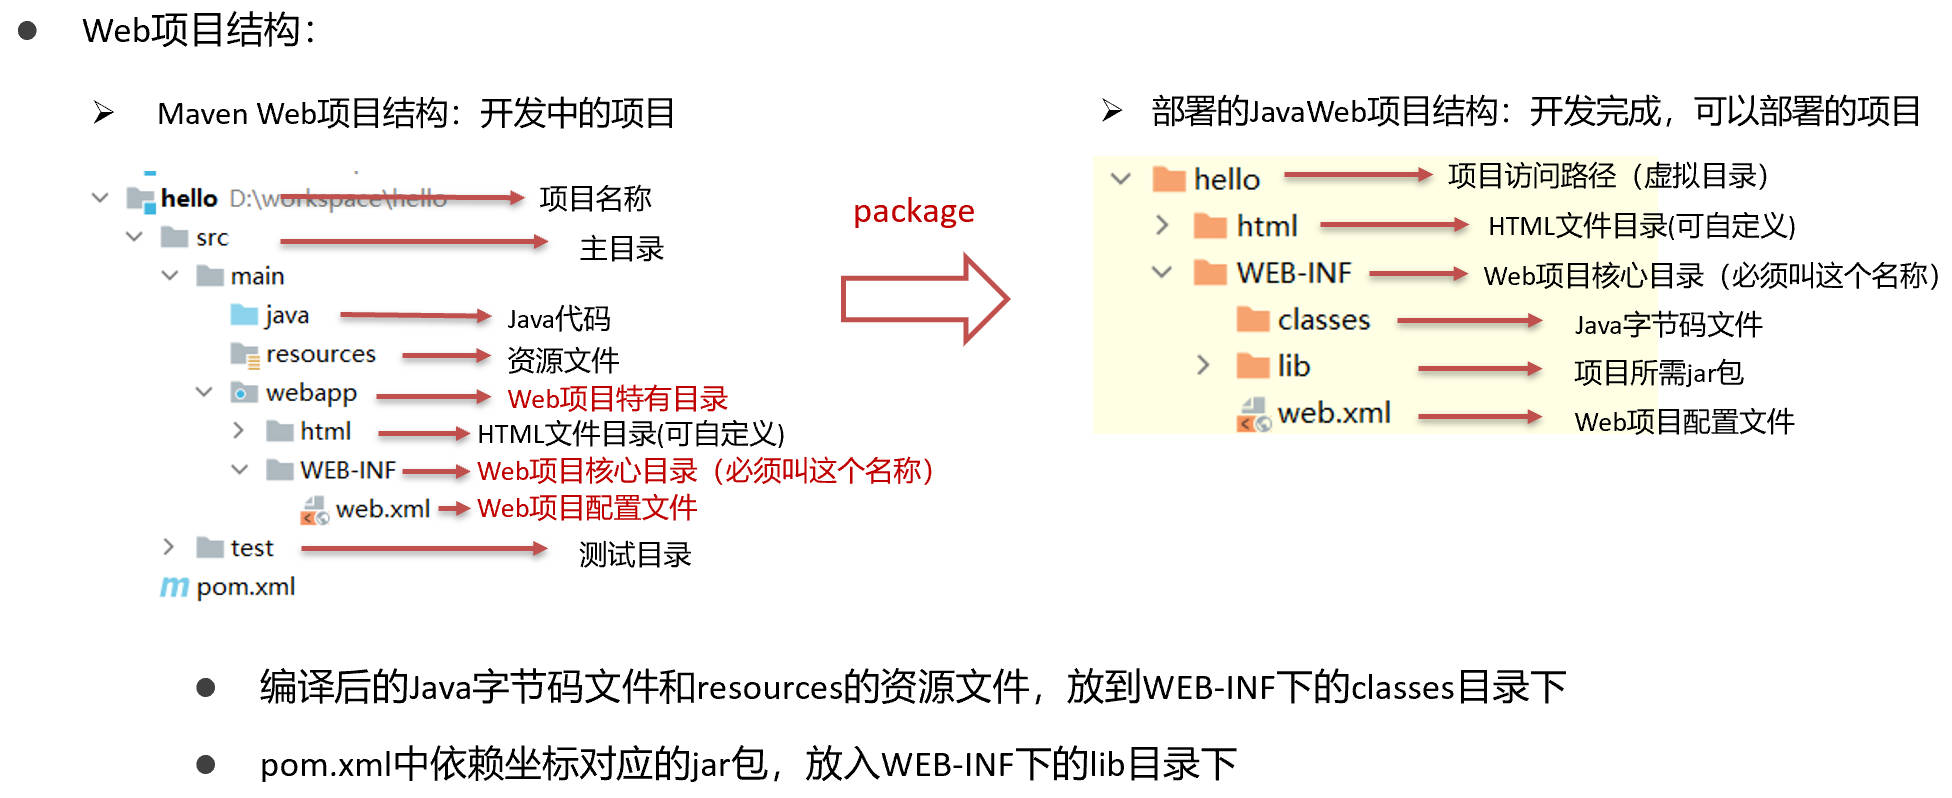 Web项目结构：
Maven Web项目结构：开发中的项目
hello D:\workspace\hello 项目名称
src 主目录
main
java Java代码
resources 资源文件
webapp Web项目特有目录
html HTML文件目录(可自定义)
WEB-INF Web项目核心目录（必须叫这个名称）
web.xml Web项目配置文件
test 测试目录
pom.xml
package
部署的JavaWeb项目结构：开发完成，可以部署的项目
hello 项目访问路径（虚拟目录）
html HTML文件目录(可自定义)
WEB-INF Web项目核心目录（必须叫这个名称）
classes Java字节码文件
lib 项目所需jar包
web.xml Web项目配置文件
编译后的Java字节码文件和resources的资源文件，放到WEB-INF下的classes目录下
pom.xml中依赖坐标对应的jar包，放入WEB-INF下的lib目录下